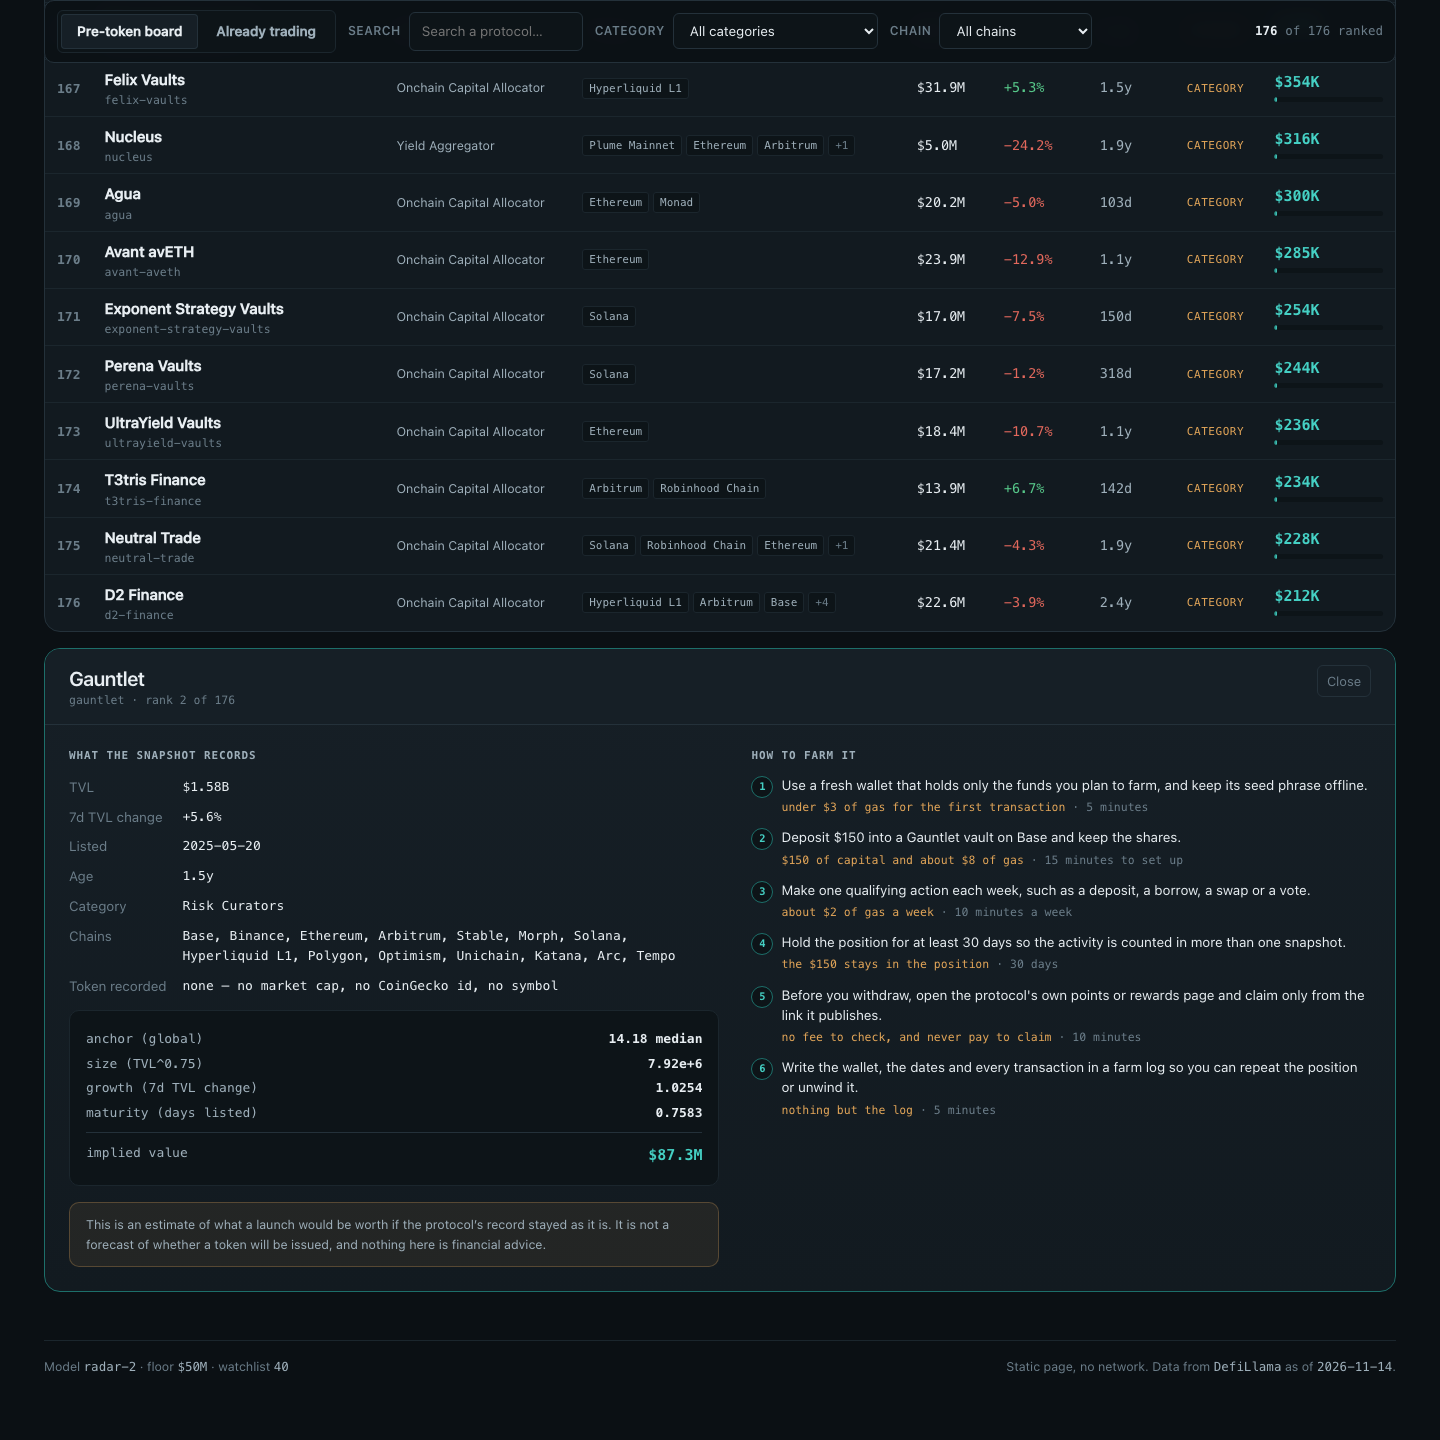 Pre-token board Already trading SEARCH Search a protocol... CATEGORY All categories CHAIN All chains 176 of 176 ranked
167 Felix Vaults Onchain Capital Allocator Hyperliquid L1 $31.9M +5.3% 1.5y CATEGORY $354K
felix-vaults
168 Nucleus Yield Aggregator Plume Mainnet Ethereum Arbitrum +1 $5.0M −24.2% 1.9y CATEGORY $316K
nucleus
169 Agua Onchain Capital Allocator Ethereum Monad $20.2M −5.0% 103d CATEGORY $300K
agua
170 Avant avETH Onchain Capital Allocator Ethereum $23.9M −12.9% 1.1y CATEGORY $285K
avant-aveth
171 Exponent Strategy Vaults Onchain Capital Allocator Solana $17.0M −7.5% 150d CATEGORY $254K
exponent-strategy-vaults
172 Perena Vaults Onchain Capital Allocator Solana $17.2M −1.2% 318d CATEGORY $244K
perena-vaults
173 UltraYield Vaults Onchain Capital Allocator Ethereum $18.4M −10.7% 1.1y CATEGORY $236K
ultrayield-vaults
174 T3tris Finance Onchain Capital Allocator Arbitrum Robinhood Chain $13.9M +6.7% 142d CATEGORY $234K
t3tris-finance
175 Neutral Trade Onchain Capital Allocator Solana Robinhood Chain Ethereum +1 $21.4M −4.3% 1.9y CATEGORY $228K
neutral-trade
176 D2 Finance Onchain Capital Allocator Hyperliquid L1 Arbitrum Base +4 $22.6M −3.9% 2.4y CATEGORY $212K
d2-finance
Gauntlet
gauntlet · rank 2 of 176
Close
WHAT THE SNAPSHOT RECORDS
TVL $1.58B
7d TVL change +5.6%
Listed 2025-05-20
Age 1.5y
Category Risk Curators
Chains Base, Binance, Ethereum, Arbitrum, Stable, Morph, Solana,
Hyperliquid L1, Polygon, Optimism, Unichain, Katana, Arc, Tempo
Token recorded none — no market cap, no CoinGecko id, no symbol
anchor (global) 14.18 median
size (TVL^0.75) 7.92e+6
growth (7d TVL change) 1.0254
maturity (days listed) 0.7583
implied value $87.3M
This is an estimate of what a launch would be worth if the protocol's record stayed as it is. It is not a
forecast of whether a token will be issued, and nothing here is financial advice.
HOW TO FARM IT
1 Use a fresh wallet that holds only the funds you plan to farm, and keep its seed phrase offline.
under $3 of gas for the first transaction · 5 minutes
2 Deposit $150 into a Gauntlet vault on Base and keep the shares.
$150 of capital and about $8 of gas · 15 minutes to set up
3 Make one qualifying action each week, such as a deposit, a borrow, a swap or a vote.
about $2 of gas a week · 10 minutes a week
4 Hold the position for at least 30 days so the activity is counted in more than one snapshot.
the $150 stays in the position · 30 days
5 Before you withdraw, open the protocol's own points or rewards page and claim only from the
link it publishes.
no fee to check, and never pay to claim · 10 minutes
6 Write the wallet, the dates and every transaction in a farm log so you can repeat the position
or unwind it.
nothing but the log · 5 minutes
Model radar-2 · floor $50M · watchlist 40
Static page, no network. Data from DefiLlama as of 2026-11-14.